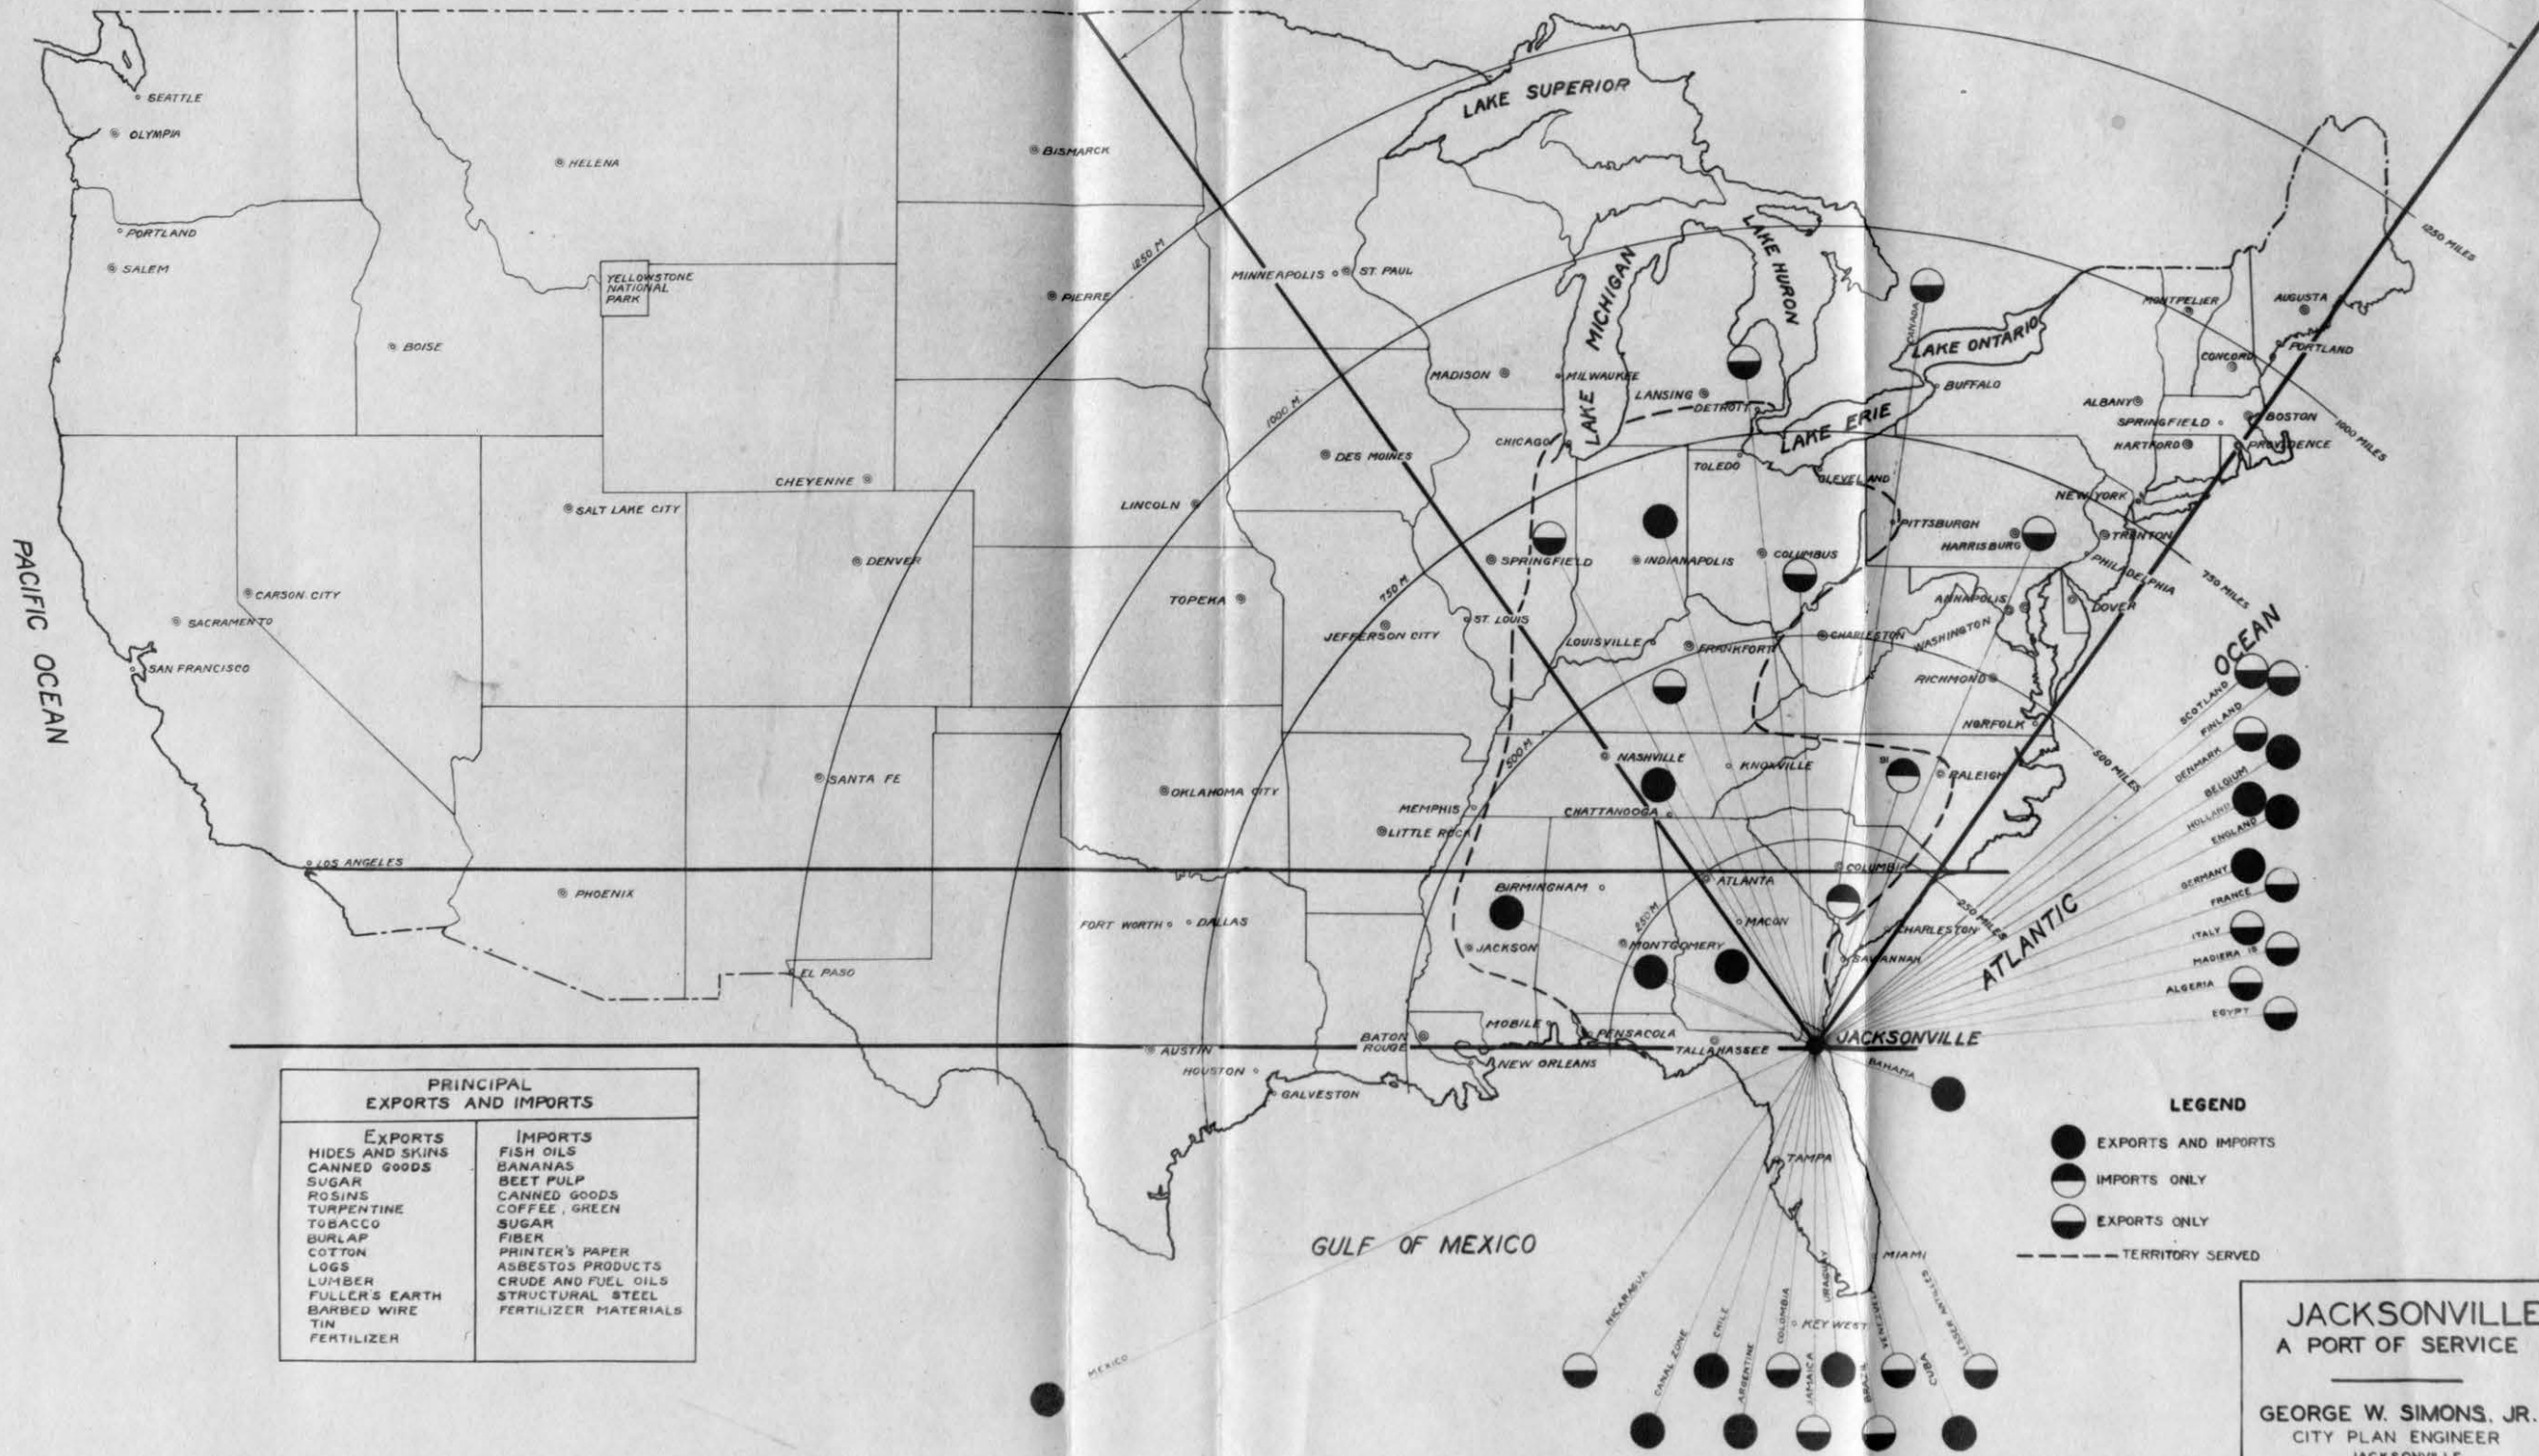 SEATTLE
OLYMPIA
PORTLAND
SALEM
HELENA
YELLOWSTONE
NATIONAL
PARK
BOISE
BISMARCK
PIERRE
CHEYENNE
SALT LAKE CITY
DENVER
CARSON CITY
SACRAMENTO
SAN FRANCISCO
PACIFIC OCEAN
LOS ANGELES
PHOENIX
SANTA FE
EL PASO
LINCOLN
TOPEKA
OKLAHOMA CITY
FORT WORTH
DALLAS
AUSTIN
HOUSTON
GALVESTON
MINNEAPOLIS
ST. PAUL
DES MOINES
JEFFERSON CITY
ST. LOUIS
LITTLE ROCK
MEMPHIS
BATON
ROUGE
NEW ORLEANS
JACKSON
MOBILE
PENSACOLA
TALLAHASSEE
BIRMINGHAM
MONTGOMERY
ATLANTA
MACON
CHATTANOOGA
NASHVILLE
KNOXVILLE
LAKE SUPERIOR
LAKE MICHIGAN
LAKE HURON
LAKE ERIE
LAKE ONTARIO
CANADA
MADISON
MILWAUKEE
LANSING
DETROIT
CHICAGO
TOLEDO
CLEVELAND
BUFFALO
SPRINGFIELD
INDIANAPOLIS
COLUMBUS
LOUISVILLE
FRANKFORT
CHARLESTON
PITTSBURGH
HARRISBURG
TRENTON
PHILADELPHIA
NEW YORK
ANNAPOLIS
DOVER
WASHINGTON
RICHMOND
NORFOLK
RALEIGH
91
COLUMBIA
CHARLESTON
SAVANNAH
MONTPELIER
AUGUSTA
PORTLAND
CONCORD
ALBANY
SPRINGFIELD
BOSTON
HARTFORD
PROVIDENCE
1250 M
1000 M
750 M
500 M
250 M
1250 MILES
1000 MILES
750 MILES
500 MILES
250 MILES
ATLANTIC OCEAN
SCOTLAND
FINLAND
DENMARK
BELGIUM
HOLLAND
ENGLAND
GERMANY
FRANCE
ITALY
MADIERA IS
ALGERIA
EGYPT
JACKSONVILLE
BAHAMA
TAMPA
MIAMI
KEY WEST
GULF OF MEXICO
MEXICO
NICARAGUA
CANAL ZONE
CHILE
ARGENTINE
COLOMBIA
JAMAICA
URAGUAY
BRAZIL
CUBA
LESSER ANTILLES
PRINCIPAL
EXPORTS AND IMPORTS
EXPORTS
HIDES AND SKINS
CANNED GOODS
SUGAR
ROSINS
TURPENTINE
TOBACCO
BURLAP
COTTON
LOGS
LUMBER
FULLER'S EARTH
BARBED WIRE
TIN
FERTILIZER
IMPORTS
FISH OILS
BANANAS
BEET PULP
CANNED GOODS
COFFEE, GREEN
SUGAR
FIBER
PRINTER'S PAPER
ASBESTOS PRODUCTS
CRUDE AND FUEL OILS
STRUCTURAL STEEL
FERTILIZER MATERIALS
LEGEND
EXPORTS AND IMPORTS
IMPORTS ONLY
EXPORTS ONLY
TERRITORY SERVED
JACKSONVILLE
A PORT OF SERVICE
GEORGE W. SIMONS, JR.
CITY PLAN ENGINEER
JACKSONVILLE